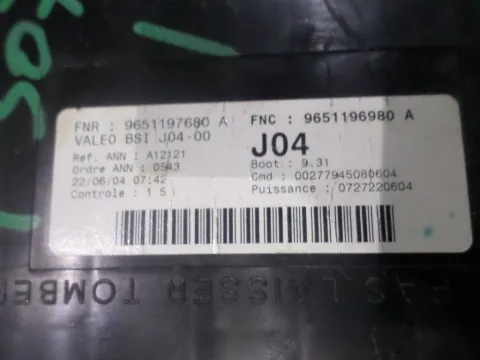 FNR : 9651197680 A
VALEO BSI J04-00
Ref. ANN : A12121
Ordre ANN : 0543
22/06/04 07:42
Controle : 1 5
FNC : 9651196980 A
J04
Boot : 9.31
Cmd : 00277945080604
Puissance : 0727220604
PAS LAISSER TOMBER